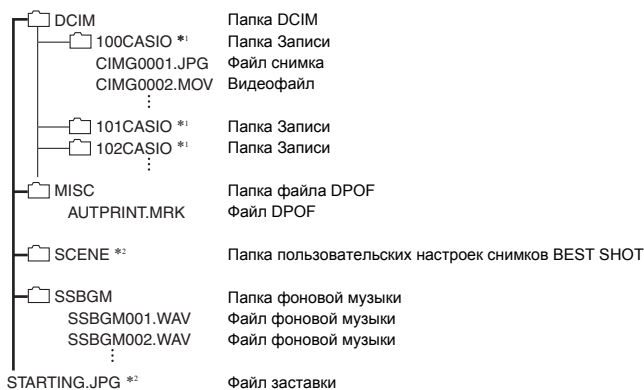 DCIM Папка DCIM
100CASIO *1 Папка Записи
CIMG0001.JPG Файл снимка
CIMG0002.MOV Видеофайл
101CASIO *1 Папка Записи
102CASIO *1 Папка Записи
MISC Папка файла DPOF
AUTPRINT.MRK Файл DPOF
SCENE *2 Папка пользовательских настроек снимков BEST SHOT
SSBGM Папка фоновой музыки
SSBGM001.WAV Файл фоновой музыки
SSBGM002.WAV Файл фоновой музыки
STARTING.JPG *2 Файл заставки